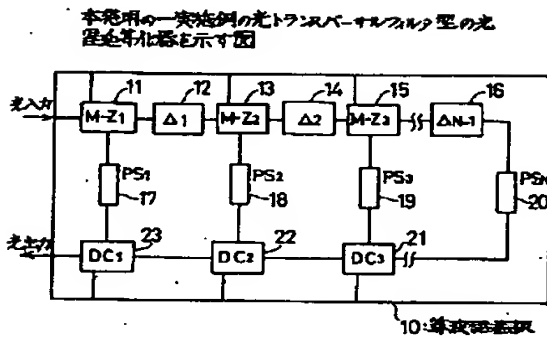 本発明の一実施例の光トランスバーサルフィルタ型の光
遅延等化器を示す図
11 12 13 14 15 16
光入力 M-Z1 Δ1 M-Z2 Δ2 M-Z3 ΔN-1
PS1 PS2 PS3 PSN
17 18 19 20
23 22 21
光出力 DC1 DC2 DC3
10:導波路基板